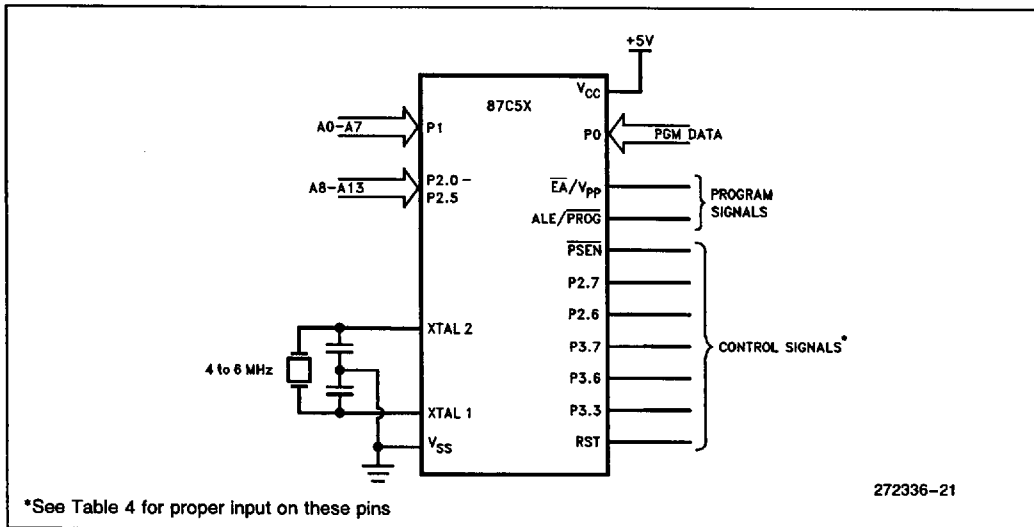 +5V
VCC
87C5X
A0-A7
P1
P0
PGM DATA
A8-A13
P2.0-
P2.5
EA/VPP
ALE/PROG
PROGRAM
SIGNALS
PSEN
P2.7
P2.6
P3.7
P3.6
P3.3
RST
CONTROL SIGNALS*
XTAL 2
4 to 6 MHz
XTAL 1
VSS
272336-21
*See Table 4 for proper input on these pins